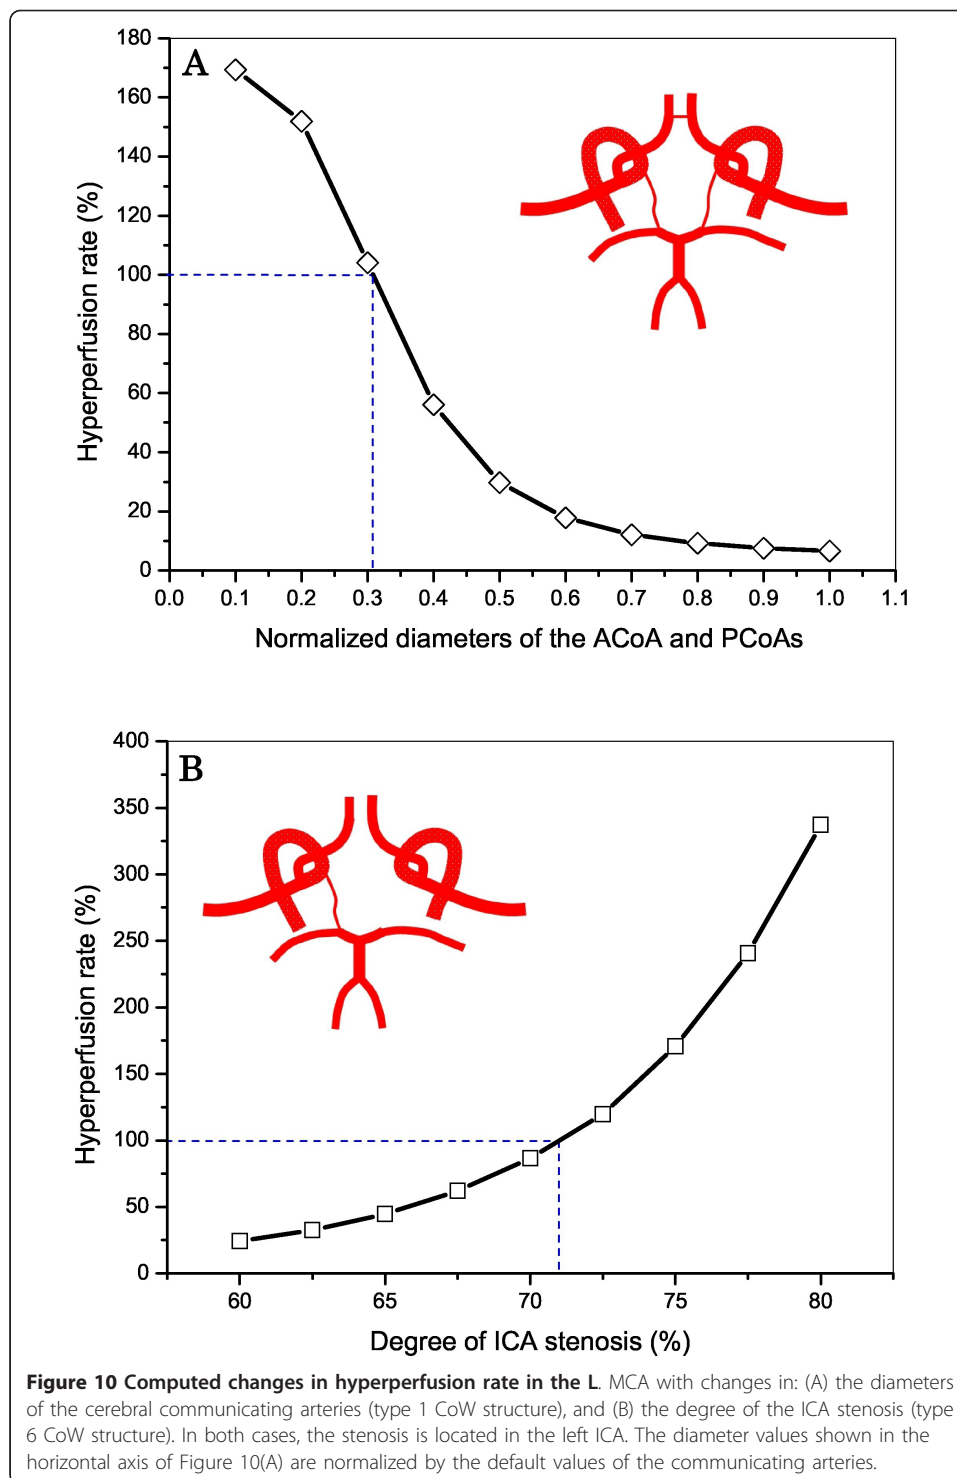 A
Hyperperfusion rate (%)
180
160
140
120
100
80
60
40
20
0
0.0 0.1 0.2 0.3 0.4 0.5 0.6 0.7 0.8 0.9 1.0 1.1
Normalized diameters of the ACoA and PCoAs
B
Hyperperfusion rate (%)
400
350
300
250
200
150
100
50
0
60 65 70 75 80
Degree of ICA stenosis (%)
Figure 10 Computed changes in hyperperfusion rate in the L. MCA with changes in: (A) the diameters
of the cerebral communicating arteries (type 1 CoW structure), and (B) the degree of the ICA stenosis (type
6 CoW structure). In both cases, the stenosis is located in the left ICA. The diameter values shown in the
horizontal axis of Figure 10(A) are normalized by the default values of the communicating arteries.